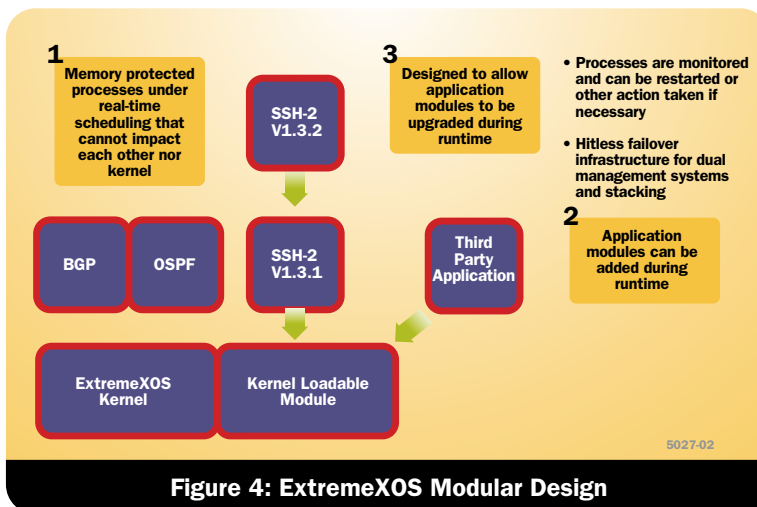 1
Memory protected
processes under
real-time
scheduling that
cannot impact
each other nor
kernel
SSH-2
V1.3.2
3
Designed to allow
application
modules to be
upgraded during
runtime
• Processes are monitored
and can be restarted or
other action taken if
necessary
• Hitless failover
infrastructure for dual
management systems
and stacking
2
Application
modules can be
added during
runtime
BGP
OSPF
SSH-2
V1.3.1
Third
Party
Application
ExtremeXOS
Kernel
Kernel Loadable
Module
5027-02
Figure 4: ExtremeXOS Modular Design